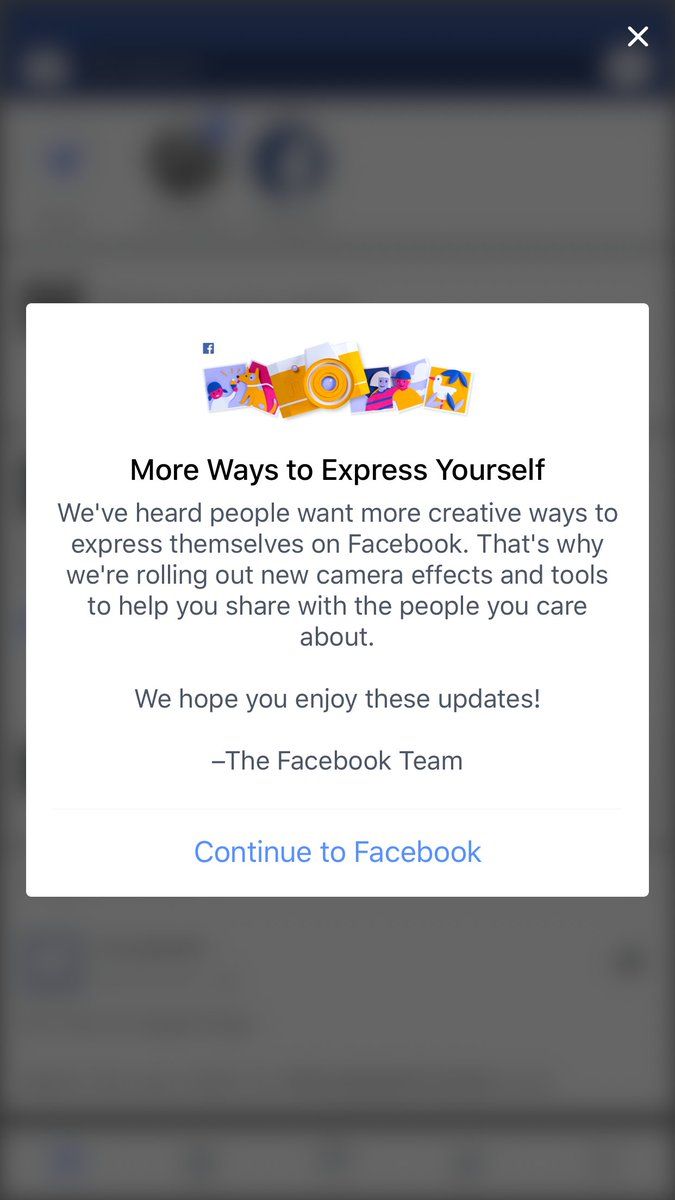 More Ways to Express Yourself
We've heard people want more creative ways to
express themselves on Facebook. That's why
we're rolling out new camera effects and tools
to help you share with the people you care
about.
We hope you enjoy these updates!
–The Facebook Team
Continue to Facebook